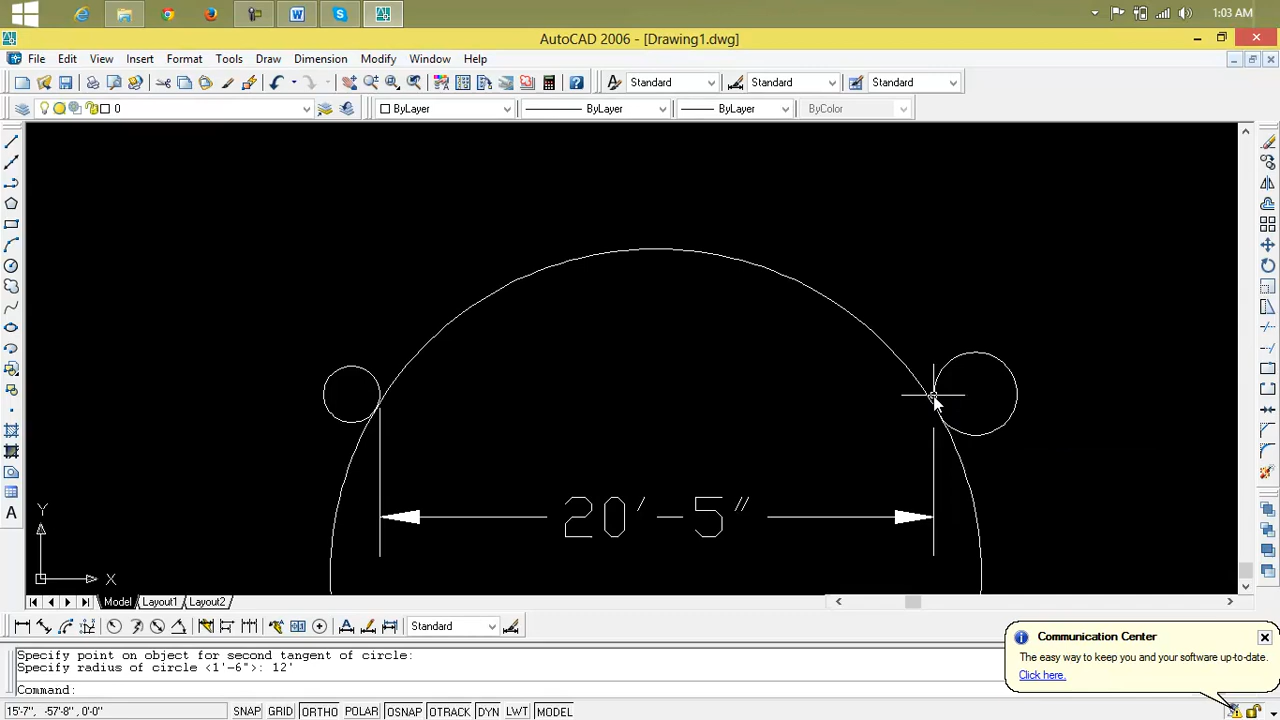 1:03 AM
AutoCAD 2006 - [Drawing1.dwg]
File Edit View Insert Format Tools Draw Dimension Modify Window Help
Standard Standard Standard
0 ByLayer ByLayer ByLayer ByColor
20'-5"
Y
X
Model Layout1 Layout2
Standard
Communication Center
The easy way to keep you and your software up-to-date.
Click here.
Specify point on object for second tangent of circle:
Specify radius of circle <1'-6">: 12'
Command:
15'7", -57'-8", 0'-0" SNAP GRID ORTHO POLAR OSNAP OTRACK DYN LWT MODEL